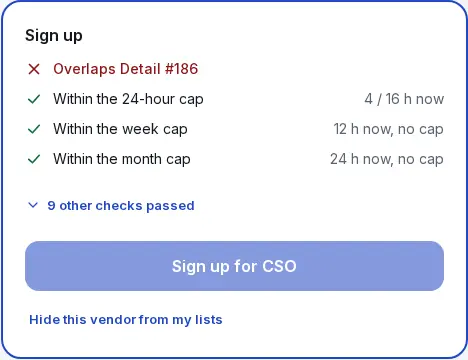 Sign up
Overlaps Detail #186
Within the 24-hour cap 4 / 16 h now
Within the week cap 12 h now, no cap
Within the month cap 24 h now, no cap
9 other checks passed
Sign up for CSO
Hide this vendor from my lists